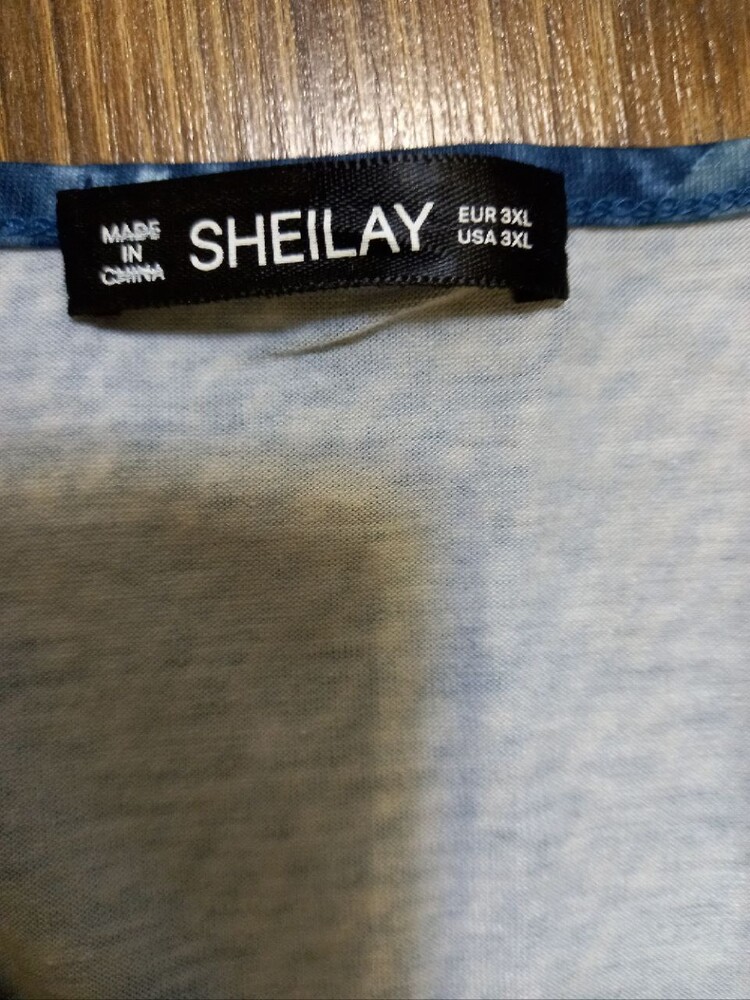 MADE
IN
CHINA
SHEILAY
EUR 3XL
USA 3XL